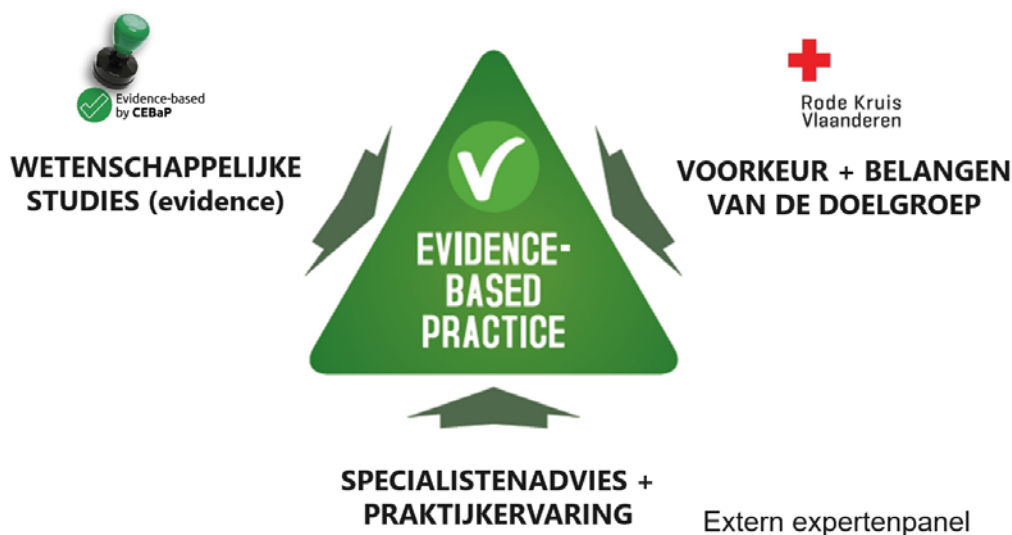 Evidence-based
by CEBaP
WETENSCHAPPELIJKE
STUDIES (evidence)
Rode Kruis
Vlaanderen
VOORKEUR + BELANGEN
VAN DE DOELGROEP
EVIDENCE-
BASED
PRACTICE
SPECIALISTENADVIES +
PRAKTIJKERVARING
Extern expertenpanel